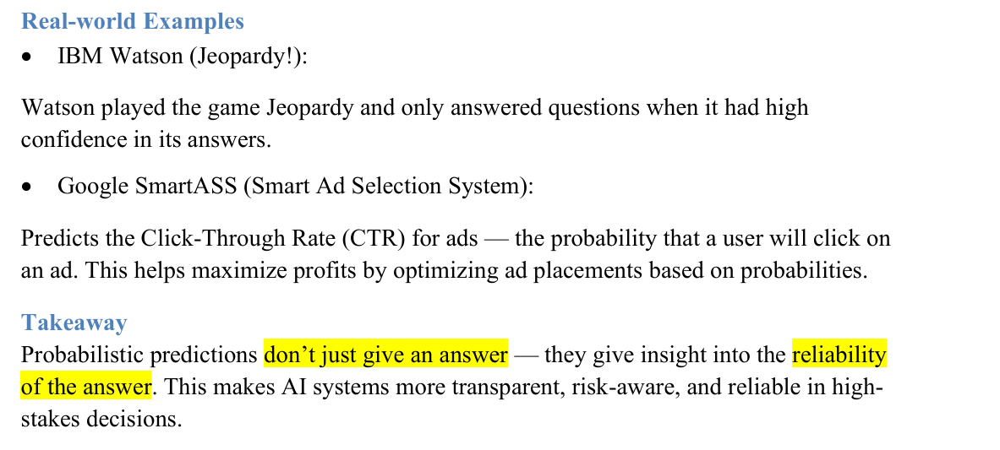 Real-world Examples
• IBM Watson (Jeopardy!):
Watson played the game Jeopardy and only answered questions when it had high
confidence in its answers.
• Google SmartASS (Smart Ad Selection System):
Predicts the Click-Through Rate (CTR) for ads — the probability that a user will click on
an ad. This helps maximize profits by optimizing ad placements based on probabilities.
Takeaway
Probabilistic predictions don’t just give an answer — they give insight into the reliability
of the answer. This makes AI systems more transparent, risk-aware, and reliable in high-
stakes decisions.